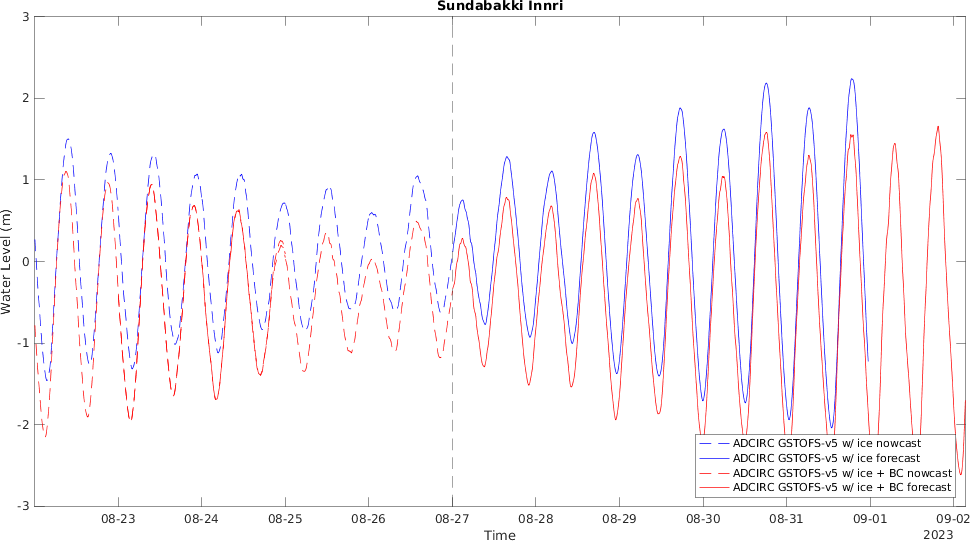 Sundabakki Innri
3
2
1
0
-1
-2
-3
Water Level (m)
ADCIRC GSTOFS-v5 w/ ice nowcast
ADCIRC GSTOFS-v5 w/ ice forecast
ADCIRC GSTOFS-v5 w/ ice + BC nowcast
ADCIRC GSTOFS-v5 w/ ice + BC forecast
08-23 08-24 08-25 08-26 08-27 08-28 08-29 08-30 08-31 09-01 09-02
Time
2023